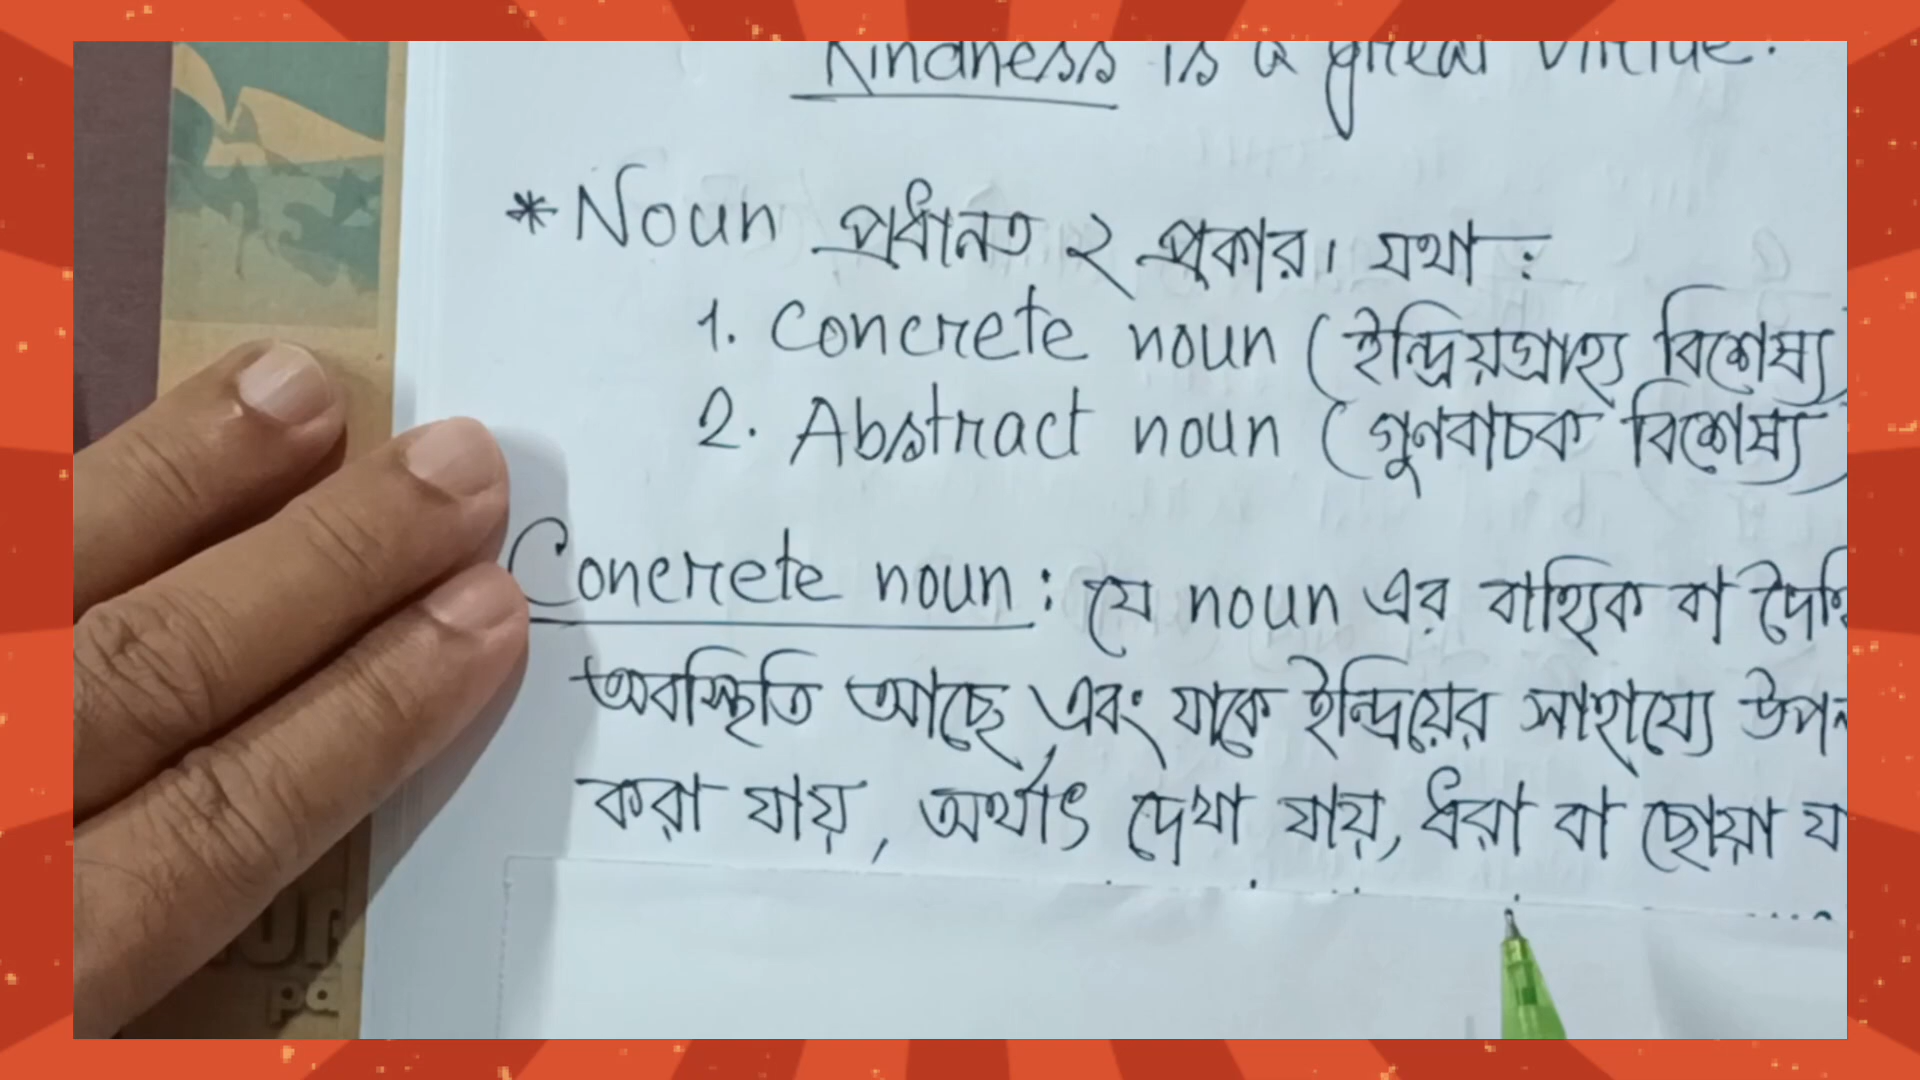 Kindness is a great virtue.
* Noun প্রধানত ২ প্রকার। যথা :
1. Concrete noun (ইন্দ্রিয়গ্রাহ্য বিশেষ্য)
2. Abstract noun (গুণবাচক বিশেষ্য)
Concrete noun : যে noun এর বাহ্যিক বা
অবস্থিতি আছে এবং যাকে ইন্দ্রিয়ের সাহায্যে
করা যায়, অর্থাৎ দেখা যায়, ধরা বা ছোয়া